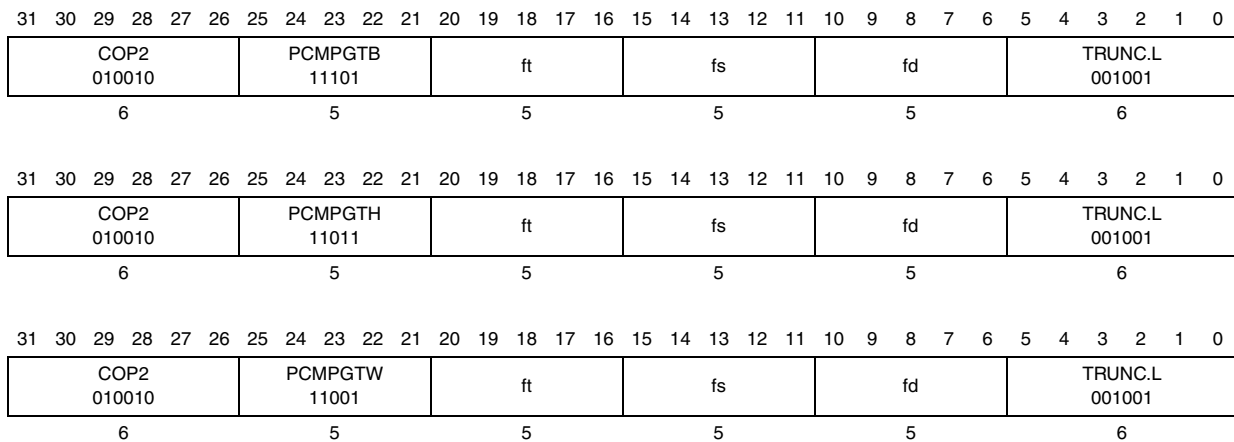 31 30 29 28 27 26 25 24 23 22 21 20 19 18 17 16 15 14 13 12 11 10 9 8 7 6 5 4 3 2 1 0
COP2 PCMPGTB ft fs fd TRUNC.L
010010 11101 001001
6 5 5 5 5 6
31 30 29 28 27 26 25 24 23 22 21 20 19 18 17 16 15 14 13 12 11 10 9 8 7 6 5 4 3 2 1 0
COP2 PCMPGTH ft fs fd TRUNC.L
010010 11011 001001
6 5 5 5 5 6
31 30 29 28 27 26 25 24 23 22 21 20 19 18 17 16 15 14 13 12 11 10 9 8 7 6 5 4 3 2 1 0
COP2 PCMPGTW ft fs fd TRUNC.L
010010 11001 001001
6 5 5 5 5 6